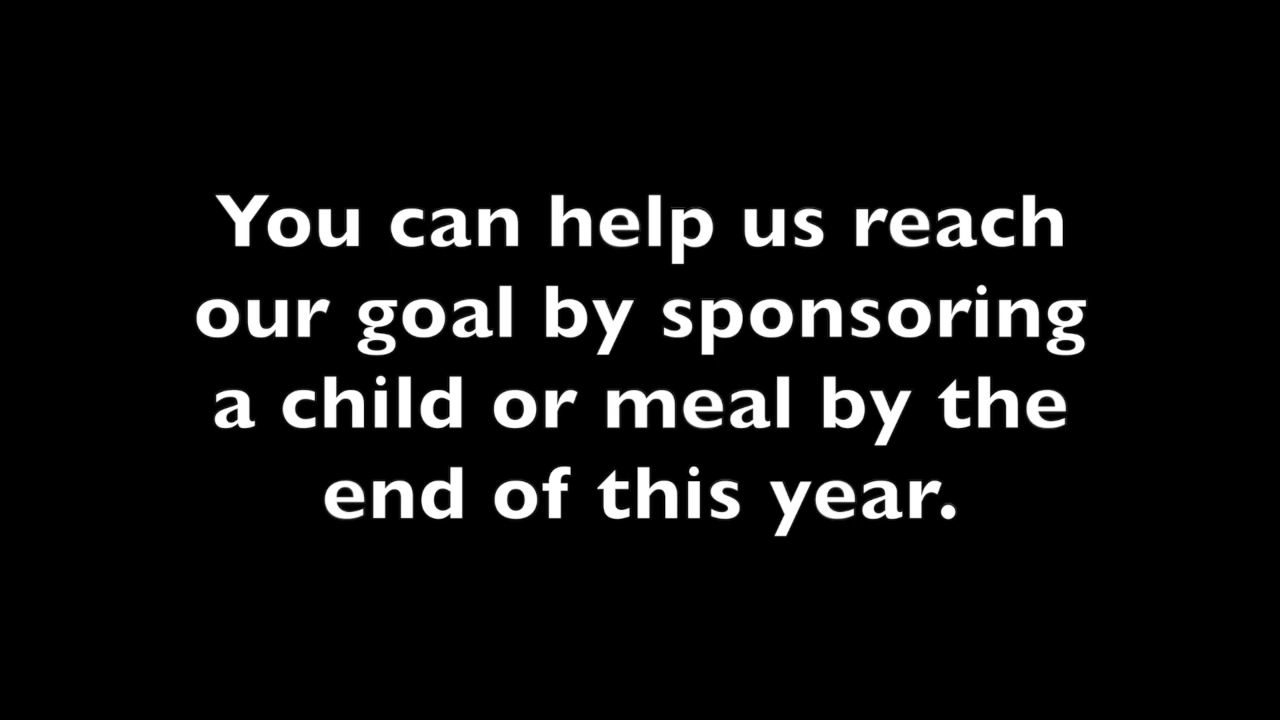 You can help us reach
our goal by sponsoring
a child or meal by the
end of this year.